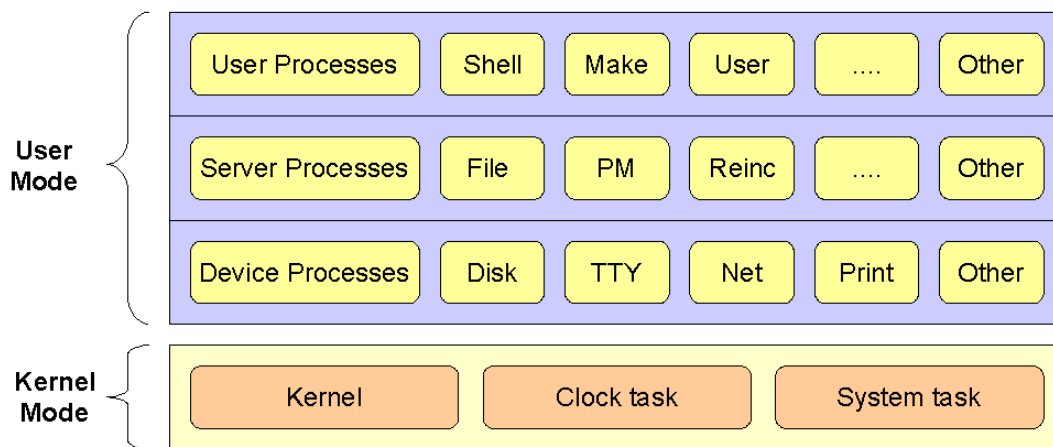 User Processes Shell Make User .... Other
User
Mode
Server Processes File PM Reinc .... Other
Device Processes Disk TTY Net Print Other
Kernel
Mode
Kernel Clock task System task